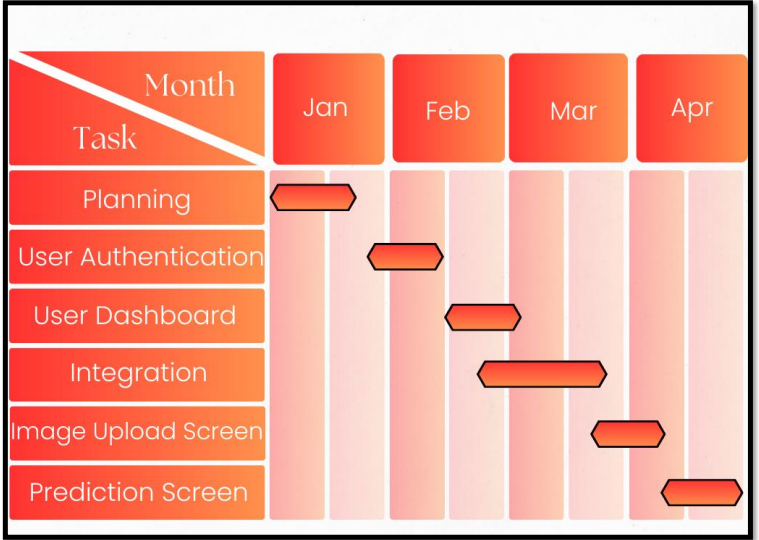 Month
Task
Jan
Feb
Mar
Apr
Planning
User Authentication
User Dashboard
Integration
Image Upload Screen
Prediction Screen